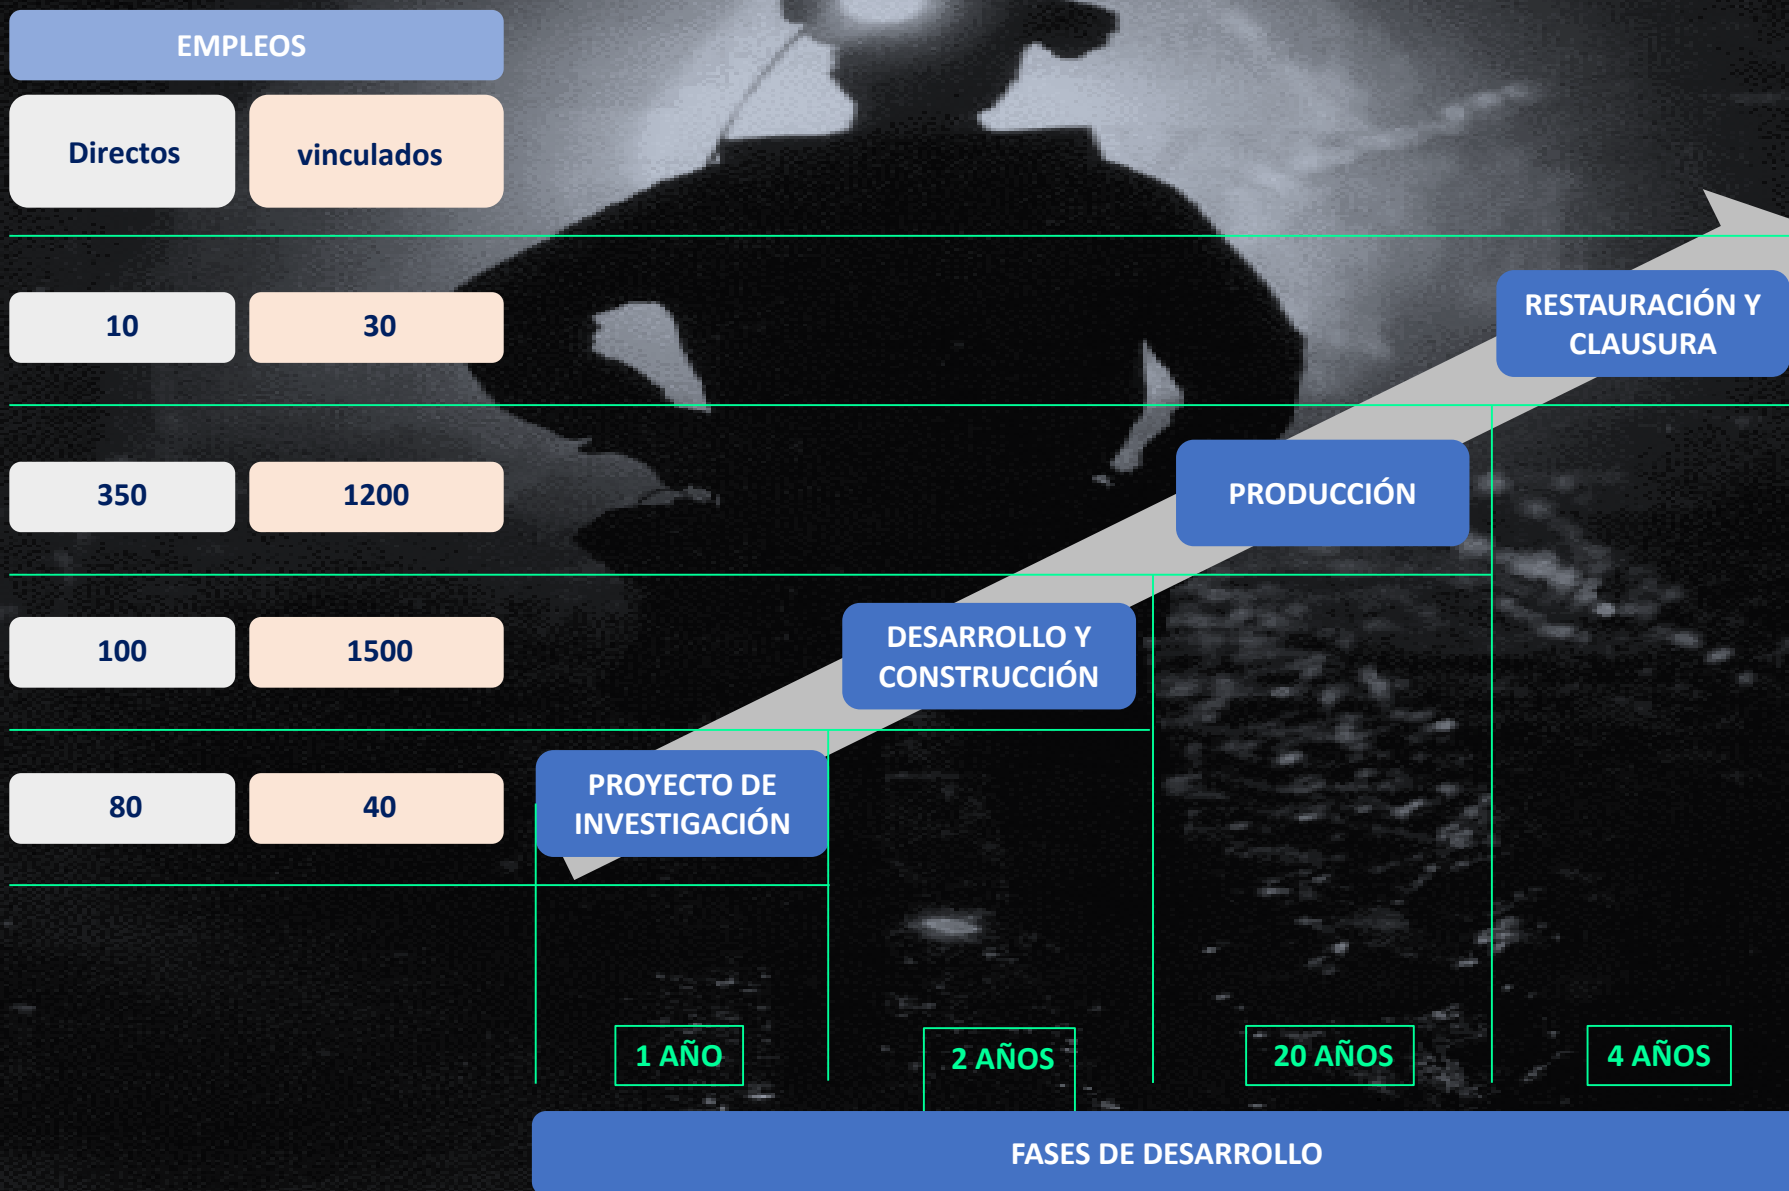 EMPLEOS
Directos
vinculados
10
30
RESTAURACIÓN Y
CLAUSURA
350
1200
PRODUCCIÓN
100
1500
DESARROLLO Y
CONSTRUCCIÓN
80
40
PROYECTO DE
INVESTIGACIÓN
1 AÑO
2 AÑOS
20 AÑOS
4 AÑOS
FASES DE DESARROLLO